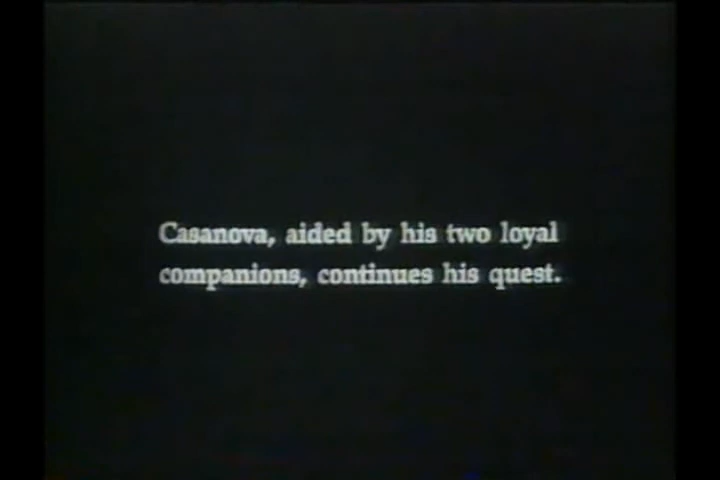 Casanova, aided by his two loyal
companions, continues his quest.